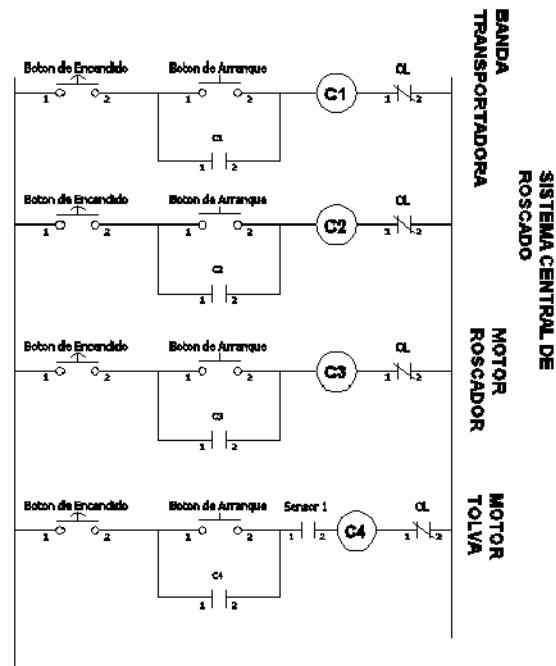 BANDA
TRANSPORTADORA
Boton de Encendido
Boton de Arranque
OL
1 2
1 2
C1
1 2
C1
1 2
SISTEMA CENTRAL DE
ROSCADO
Boton de Encendido
Boton de Arranque
OL
1 2
1 2
C2
1 2
C2
1 2
MOTOR
ROSCADOR
Boton de Encendido
Boton de Arranque
OL
1 2
1 2
C3
1 2
C3
1 2
MOTOR
TOLVA
Boton de Encendido
Boton de Arranque
Sensor 1
OL
1 2
1 2
1 2
C4
1 2
C4
1 2